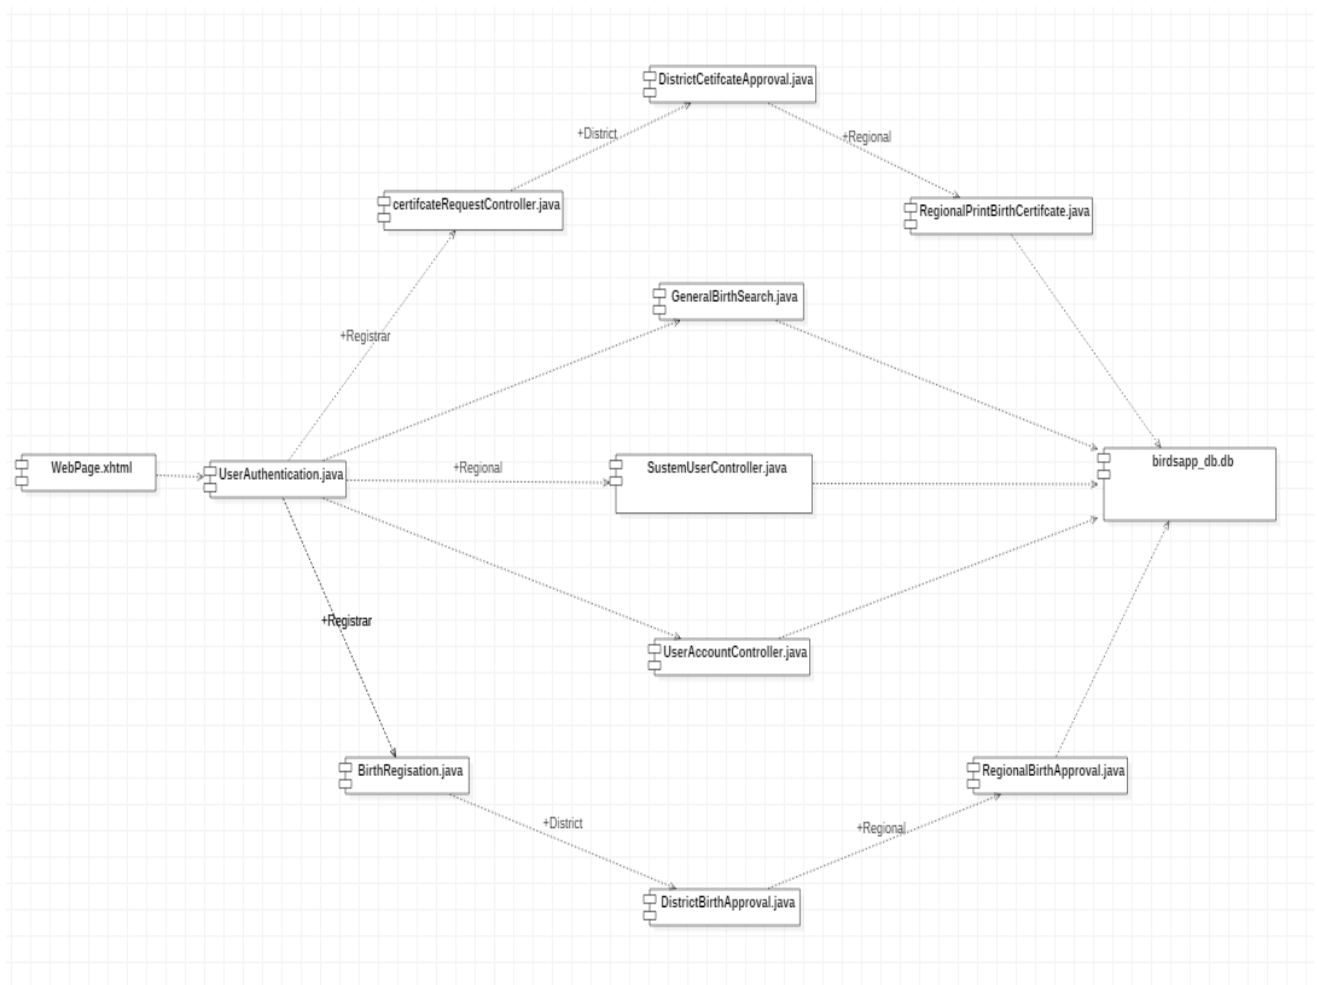 DistrictCetifcateApproval.java
+District
+Regional
certifcateRequestController.java
RegionalPrintBirthCertifcate.java
GeneralBirthSearch.java
+Registrar
WebPage.xhtml
UserAuthentication.java
+Regional
SustemUserController.java
birdsapp_db.db
+Registrar
UserAccountController.java
BirthRegisation.java
RegionalBirthApproval.java
+District
+Regional
DistrictBirthApproval.java